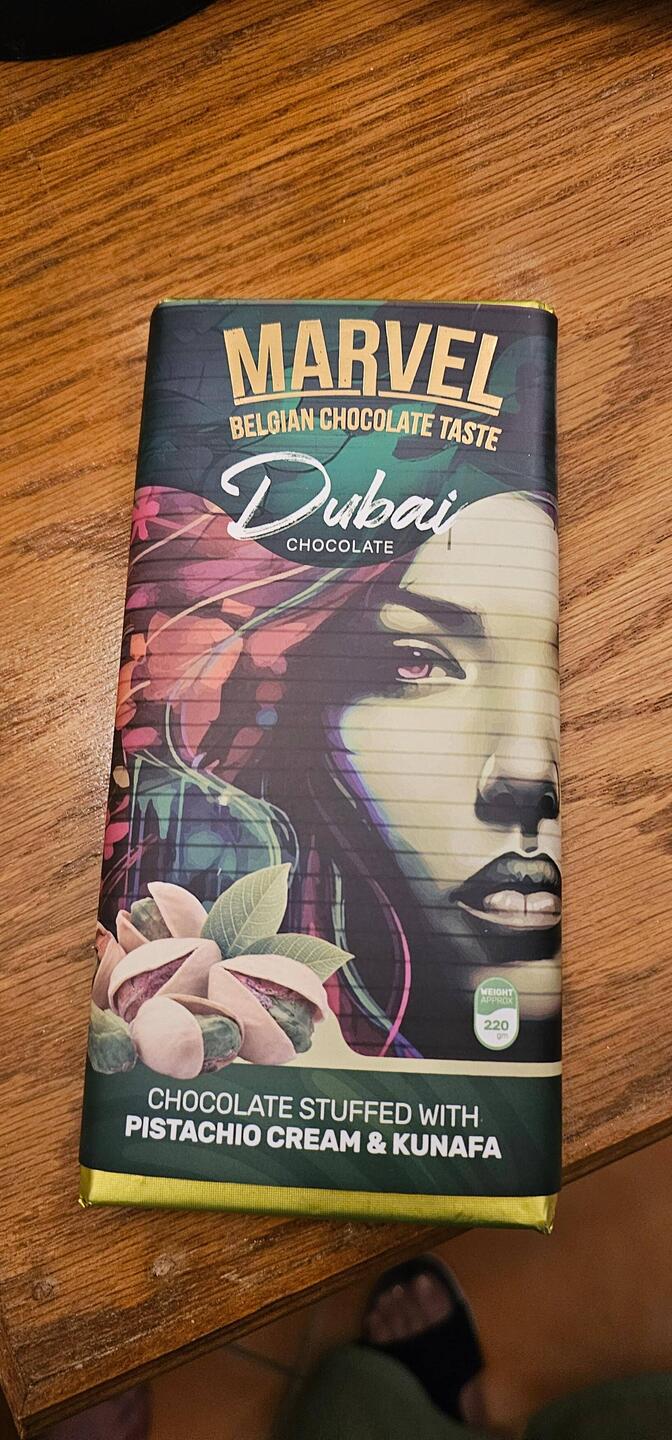 MARVEL
BELGIAN CHOCOLATE TASTE
Dubai
CHOCOLATE
WEIGHT
APPROX
220
gm
CHOCOLATE STUFFED WITH
PISTACHIO CREAM & KUNAFA